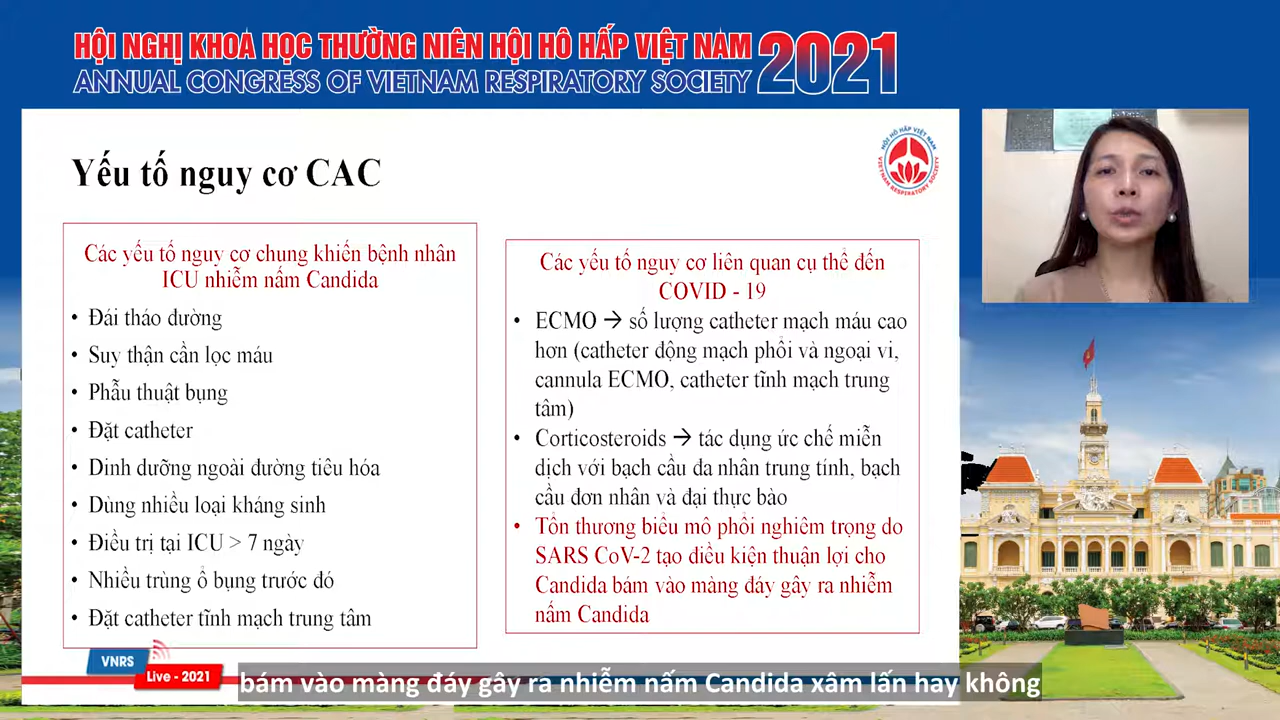 HỘI NGHỊ KHOA HỌC THƯỜNG NIÊN HỘI HÔ HẤP VIỆT NAM
ANNUAL CONGRESS OF VIETNAM RESPIRATORY SOCIETY
2021
Yếu tố nguy cơ CAC
HỘI HÔ HẤP VIỆT NAM
VIETNAM RESPIRATORY SOCIETY
Các yếu tố nguy cơ chung khiến bệnh nhân
ICU nhiễm nấm Candida
• Đái tháo đường
• Suy thận cần lọc máu
• Phẫu thuật bụng
• Đặt catheter
• Dinh dưỡng ngoài đường tiêu hóa
• Dùng nhiều loại kháng sinh
• Điều trị tại ICU > 7 ngày
• Nhiễu trùng ổ bụng trước đó
• Đặt catheter tĩnh mạch trung tâm
Các yếu tố nguy cơ liên quan cụ thể đến
COVID - 19
• ECMO → số lượng catheter mạch máu cao
hơn (catheter động mạch phổi và ngoại vi,
cannula ECMO, catheter tĩnh mạch trung
tâm)
• Corticosteroids → tác dụng ức chế miễn
dịch với bạch cầu đa nhân trung tính, bạch
cầu đơn nhân và đại thực bào
• Tổn thương biểu mô phổi nghiêm trọng do
SARS CoV-2 tạo điều kiện thuận lợi cho
Candida bám vào màng đáy gây ra nhiễm
nấm Candida
VNRS
Live - 2021
bám vào màng đáy gây ra nhiễm nấm Candida xâm lấn hay không